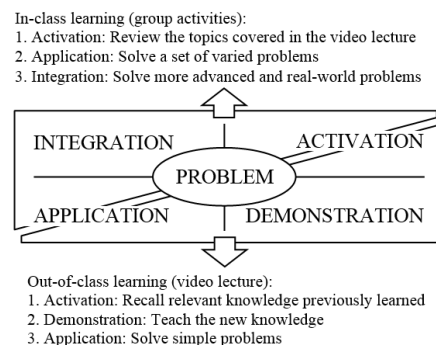 In-class learning (group activities):
1. Activation: Review the topics covered in the video lecture
2. Application: Solve a set of varied problems
3. Integration: Solve more advanced and real-world problems
INTEGRATION
ACTIVATION
PROBLEM
APPLICATION
DEMONSTRATION
Out-of-class learning (video lecture):
1. Activation: Recall relevant knowledge previously learned
2. Demonstration: Teach the new knowledge
3. Application: Solve simple problems